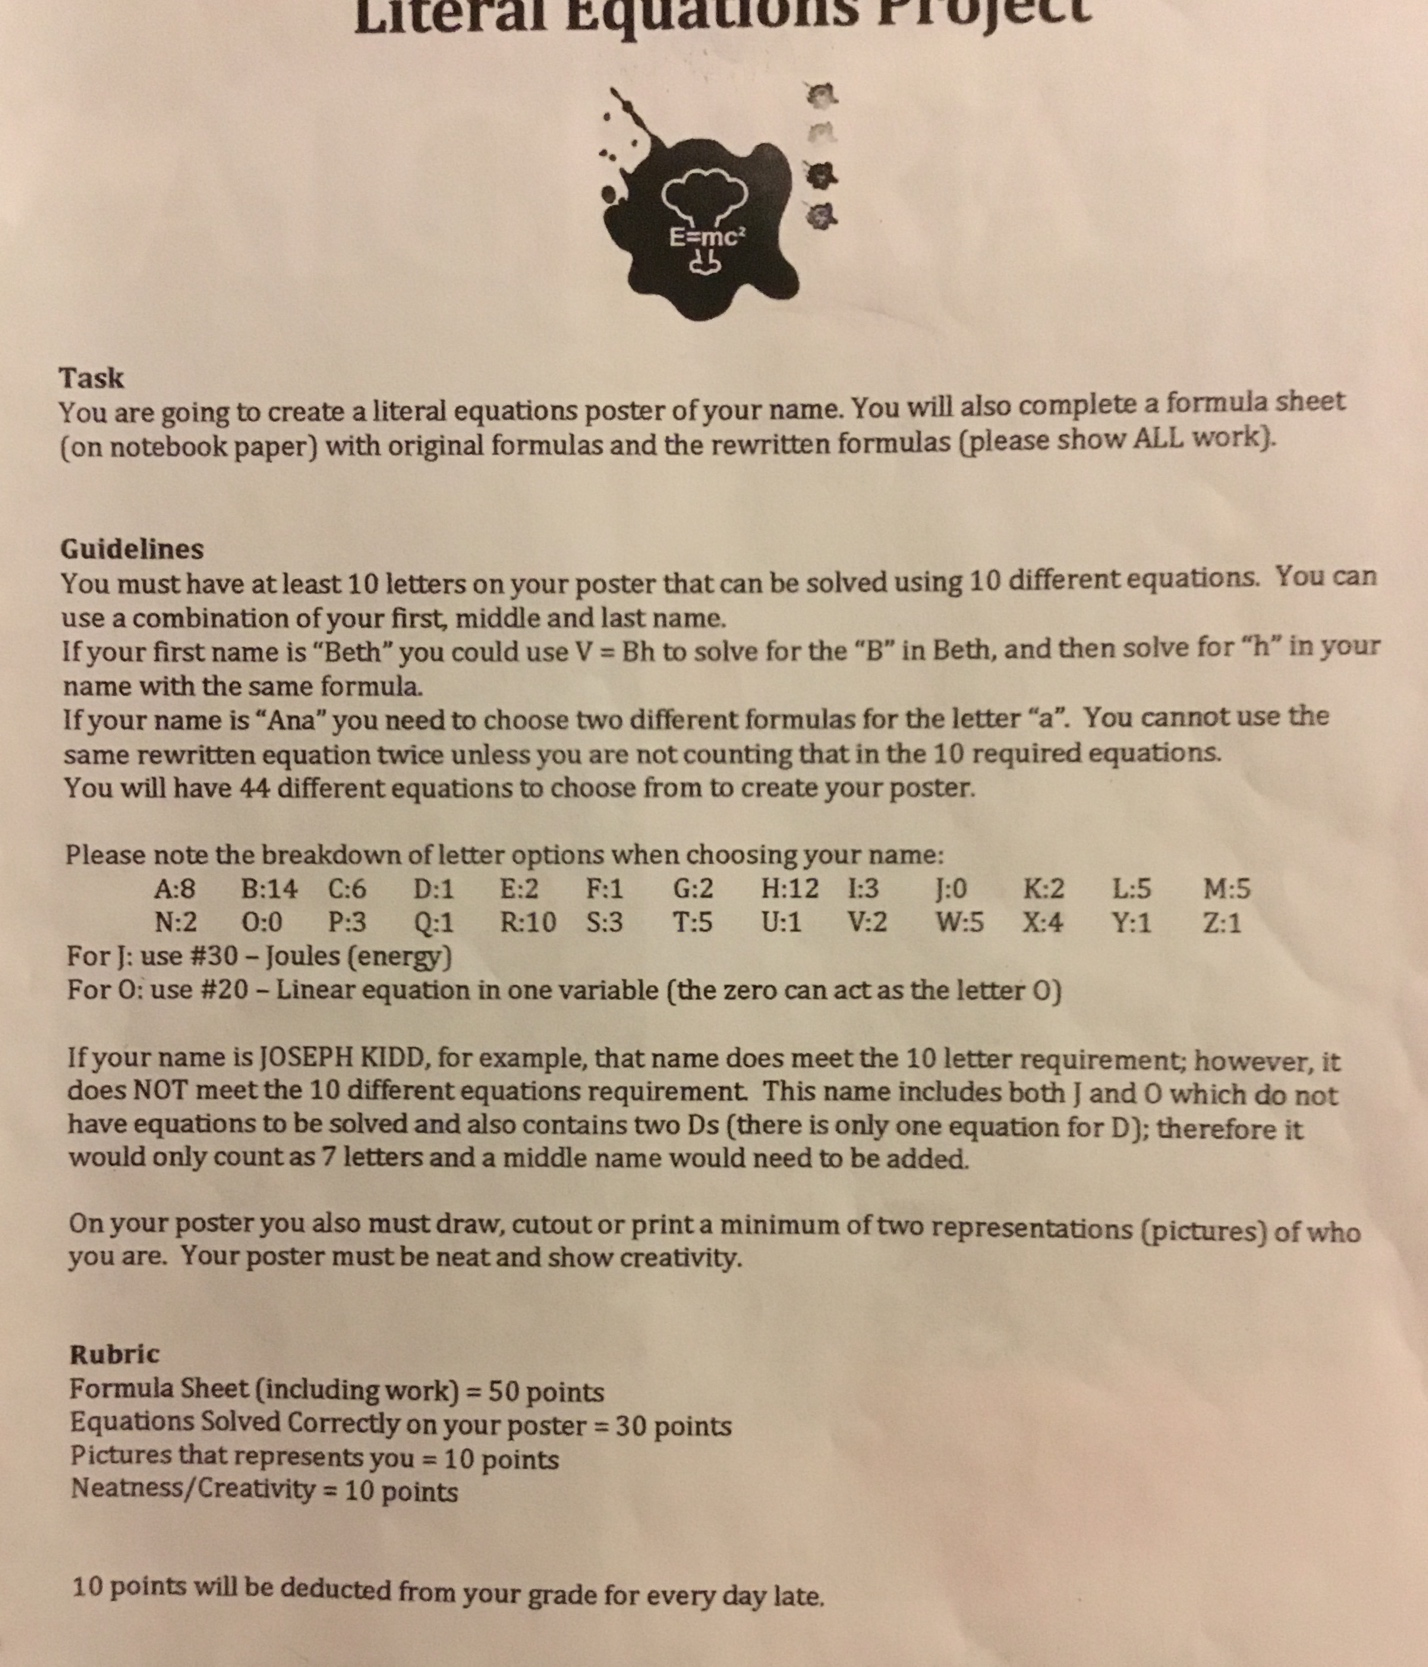 Literal Equations Project
E=mc²
Task
You are going to create a literal equations poster of your name. You will also complete a formula sheet
(on notebook paper) with original formulas and the rewritten formulas (please show ALL work).
Guidelines
You must have at least 10 letters on your poster that can be solved using 10 different equations. You can
use a combination of your first, middle and last name.
If your first name is “Beth” you could use V = Bh to solve for the “B” in Beth, and then solve for “h” in your
name with the same formula.
If your name is “Ana” you need to choose two different formulas for the letter “a”. You cannot use the
same rewritten equation twice unless you are not counting that in the 10 required equations.
You will have 44 different equations to choose from to create your poster.
Please note the breakdown of letter options when choosing your name:
A:8 B:14 C:6 D:1 E:2 F:1 G:2 H:12 I:3 J:0 K:2 L:5 M:5
N:2 O:0 P:3 Q:1 R:10 S:3 T:5 U:1 V:2 W:5 X:4 Y:1 Z:1
For J: use #30 – Joules (energy)
For O: use #20 – Linear equation in one variable (the zero can act as the letter O)
If your name is JOSEPH KIDD, for example, that name does meet the 10 letter requirement; however, it
does NOT meet the 10 different equations requirement. This name includes both J and O which do not
have equations to be solved and also contains two Ds (there is only one equation for D); therefore it
would only count as 7 letters and a middle name would need to be added.
On your poster you also must draw, cutout or print a minimum of two representations (pictures) of who
you are. Your poster must be neat and show creativity.
Rubric
Formula Sheet (including work) = 50 points
Equations Solved Correctly on your poster = 30 points
Pictures that represents you = 10 points
Neatness/Creativity = 10 points
10 points will be deducted from your grade for every day late.